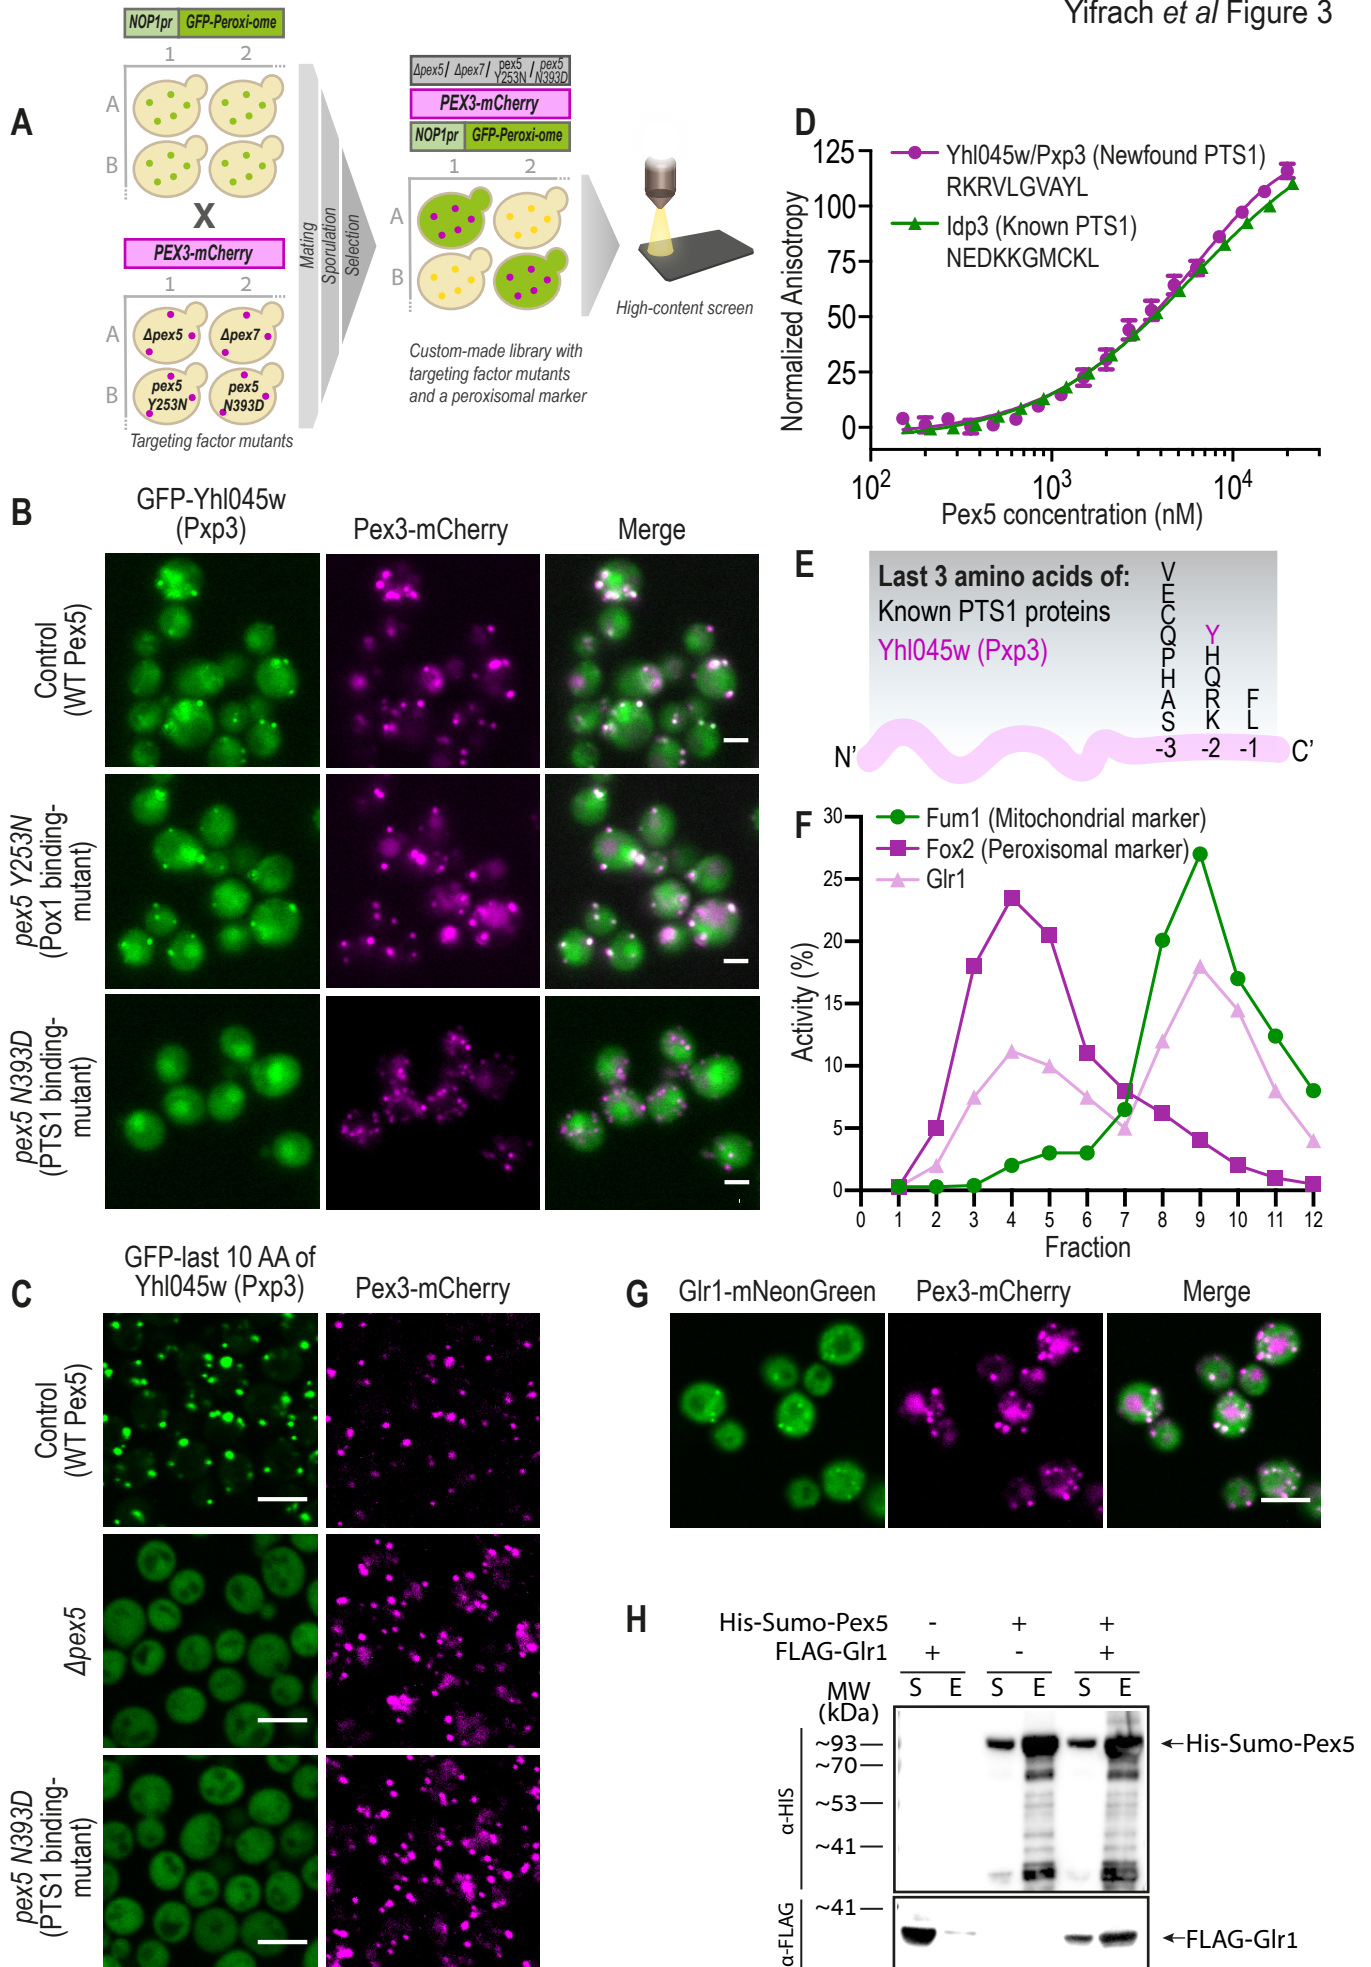 Yifrach et al Figure 3
A
NOP1pr GFP-Peroxi-ome
1 2
A
B
X
PEX3-mCherry
1 2
A
B
Δpex5
Δpex7
pex5 Y253N
pex5 N393D
Targeting factor mutants
Mating
Sporulation
Selection
Δpex5 / Δpex7 / pex5 Y253N / pex5 N393D
PEX3-mCherry
NOP1pr GFP-Peroxi-ome
1 2
A
B
Custom-made library with
targeting factor mutants
and a peroxisomal marker
High-content screen
B
GFP-Yhl045w
(Pxp3)
Pex3-mCherry
Merge
Control
(WT Pex5)
pex5 Y253N
(Pox1 binding-
mutant)
pex5 N393D
(PTS1 binding-
mutant)
C
GFP-last 10 AA of
Yhl045w (Pxp3)
Pex3-mCherry
Control
(WT Pex5)
Δpex5
pex5 N393D
(PTS1 binding-
mutant)
D
Yhl045w/Pxp3 (Newfound PTS1)
RKRVLGVAYL
Idp3 (Known PTS1)
NEDKKGMCKL
Normalized Anisotropy
125
100
75
50
25
0
10² 10³ 10⁴
Pex5 concentration (nM)
E
Last 3 amino acids of:
Known PTS1 proteins
Yhl045w (Pxp3)
V
E
C
Q Y
P H
H Q
A R F
S K L
-3 -2 -1
N' C'
F
Fum1 (Mitochondrial marker)
Fox2 (Peroxisomal marker)
Glr1
Activity (%)
30
25
20
15
10
5
0
0 1 2 3 4 5 6 7 8 9 10 11 12
Fraction
G
Glr1-mNeonGreen
Pex3-mCherry
Merge
H
His-Sumo-Pex5 - + +
FLAG-Glr1 + - +
S E S E S E
MW
(kDa)
~93
~70
~53
~41
α-HIS
←His-Sumo-Pex5
~41
α-FLAG
←FLAG-Glr1